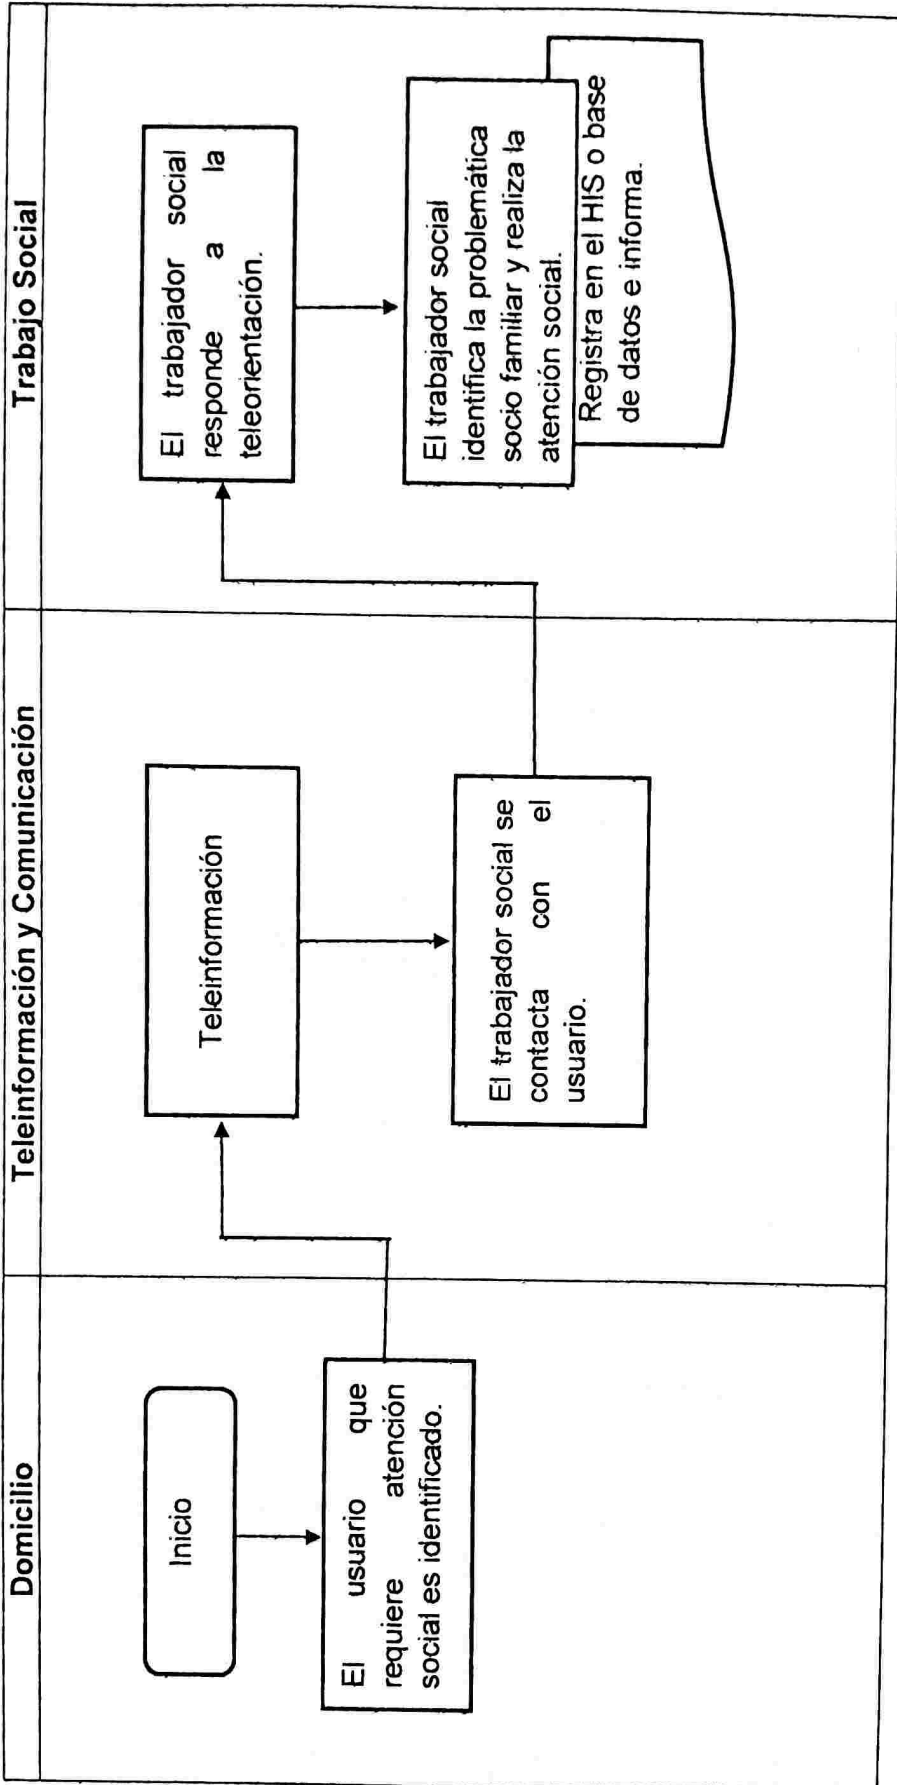 Domicilio
Teleinformación y Comunicación
Trabajo Social
Inicio
El usuario que
requiere atención
social es identificado.
Teleinformación
El trabajador social se
contacta con el
usuario.
El trabajador social
responde a la
teleorientación.
El trabajador social
identifica la problemática
socio familiar y realiza la
atención social.
Registra en el HIS o base
de datos e informa.